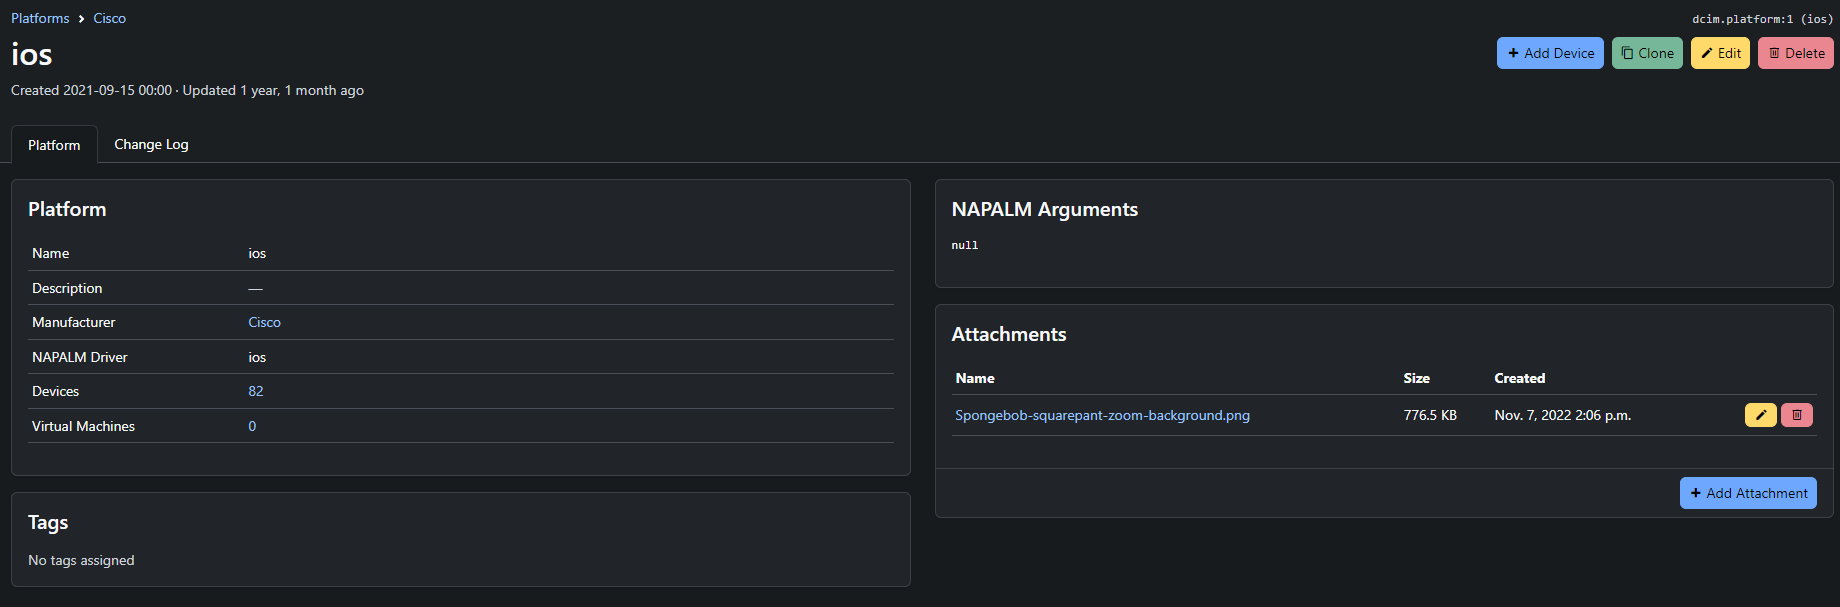 Platforms > Cisco
dcim.platform:1 (ios)
ios
+ Add Device
Clone
Edit
Delete
Created 2021-09-15 00:00 · Updated 1 year, 1 month ago
Platform
Change Log
Platform
Name ios
Description —
Manufacturer Cisco
NAPALM Driver ios
Devices 82
Virtual Machines 0
Tags
No tags assigned
NAPALM Arguments
null
Attachments
Name Size Created
Spongebob-squarepant-zoom-background.png 776.5 KB Nov. 7, 2022 2:06 p.m.
+ Add Attachment